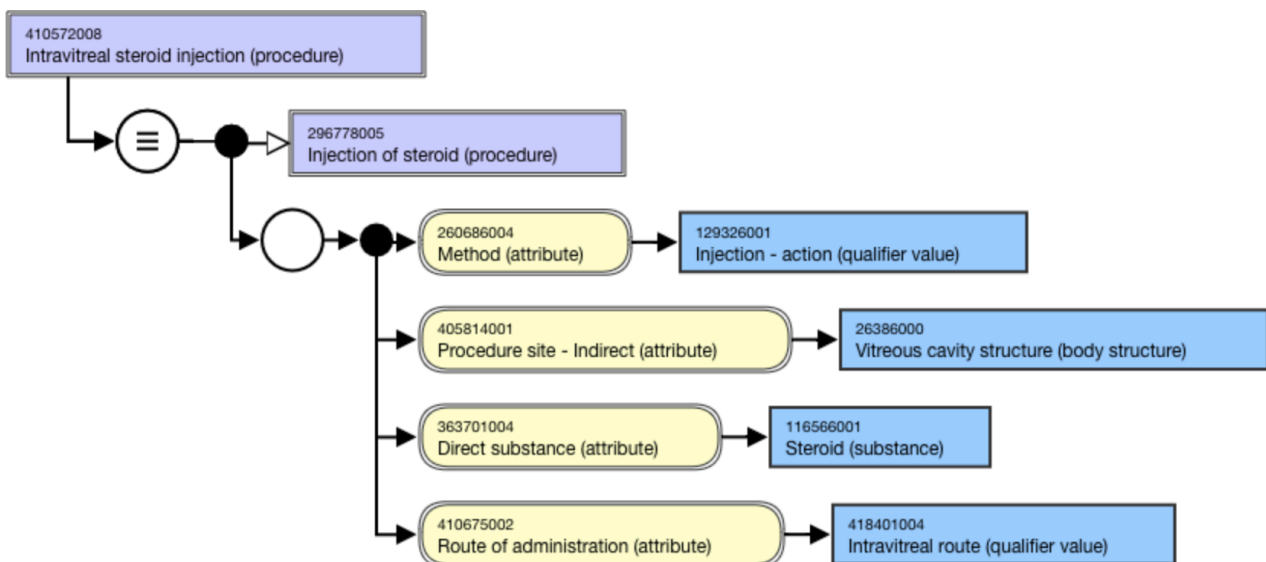 410572008
Intravitreal steroid injection (procedure)
296778005
Injection of steroid (procedure)
260686004
Method (attribute)
129326001
Injection - action (qualifier value)
405814001
Procedure site - Indirect (attribute)
26386000
Vitreous cavity structure (body structure)
363701004
Direct substance (attribute)
116566001
Steroid (substance)
410675002
Route of administration (attribute)
418401004
Intravitreal route (qualifier value)